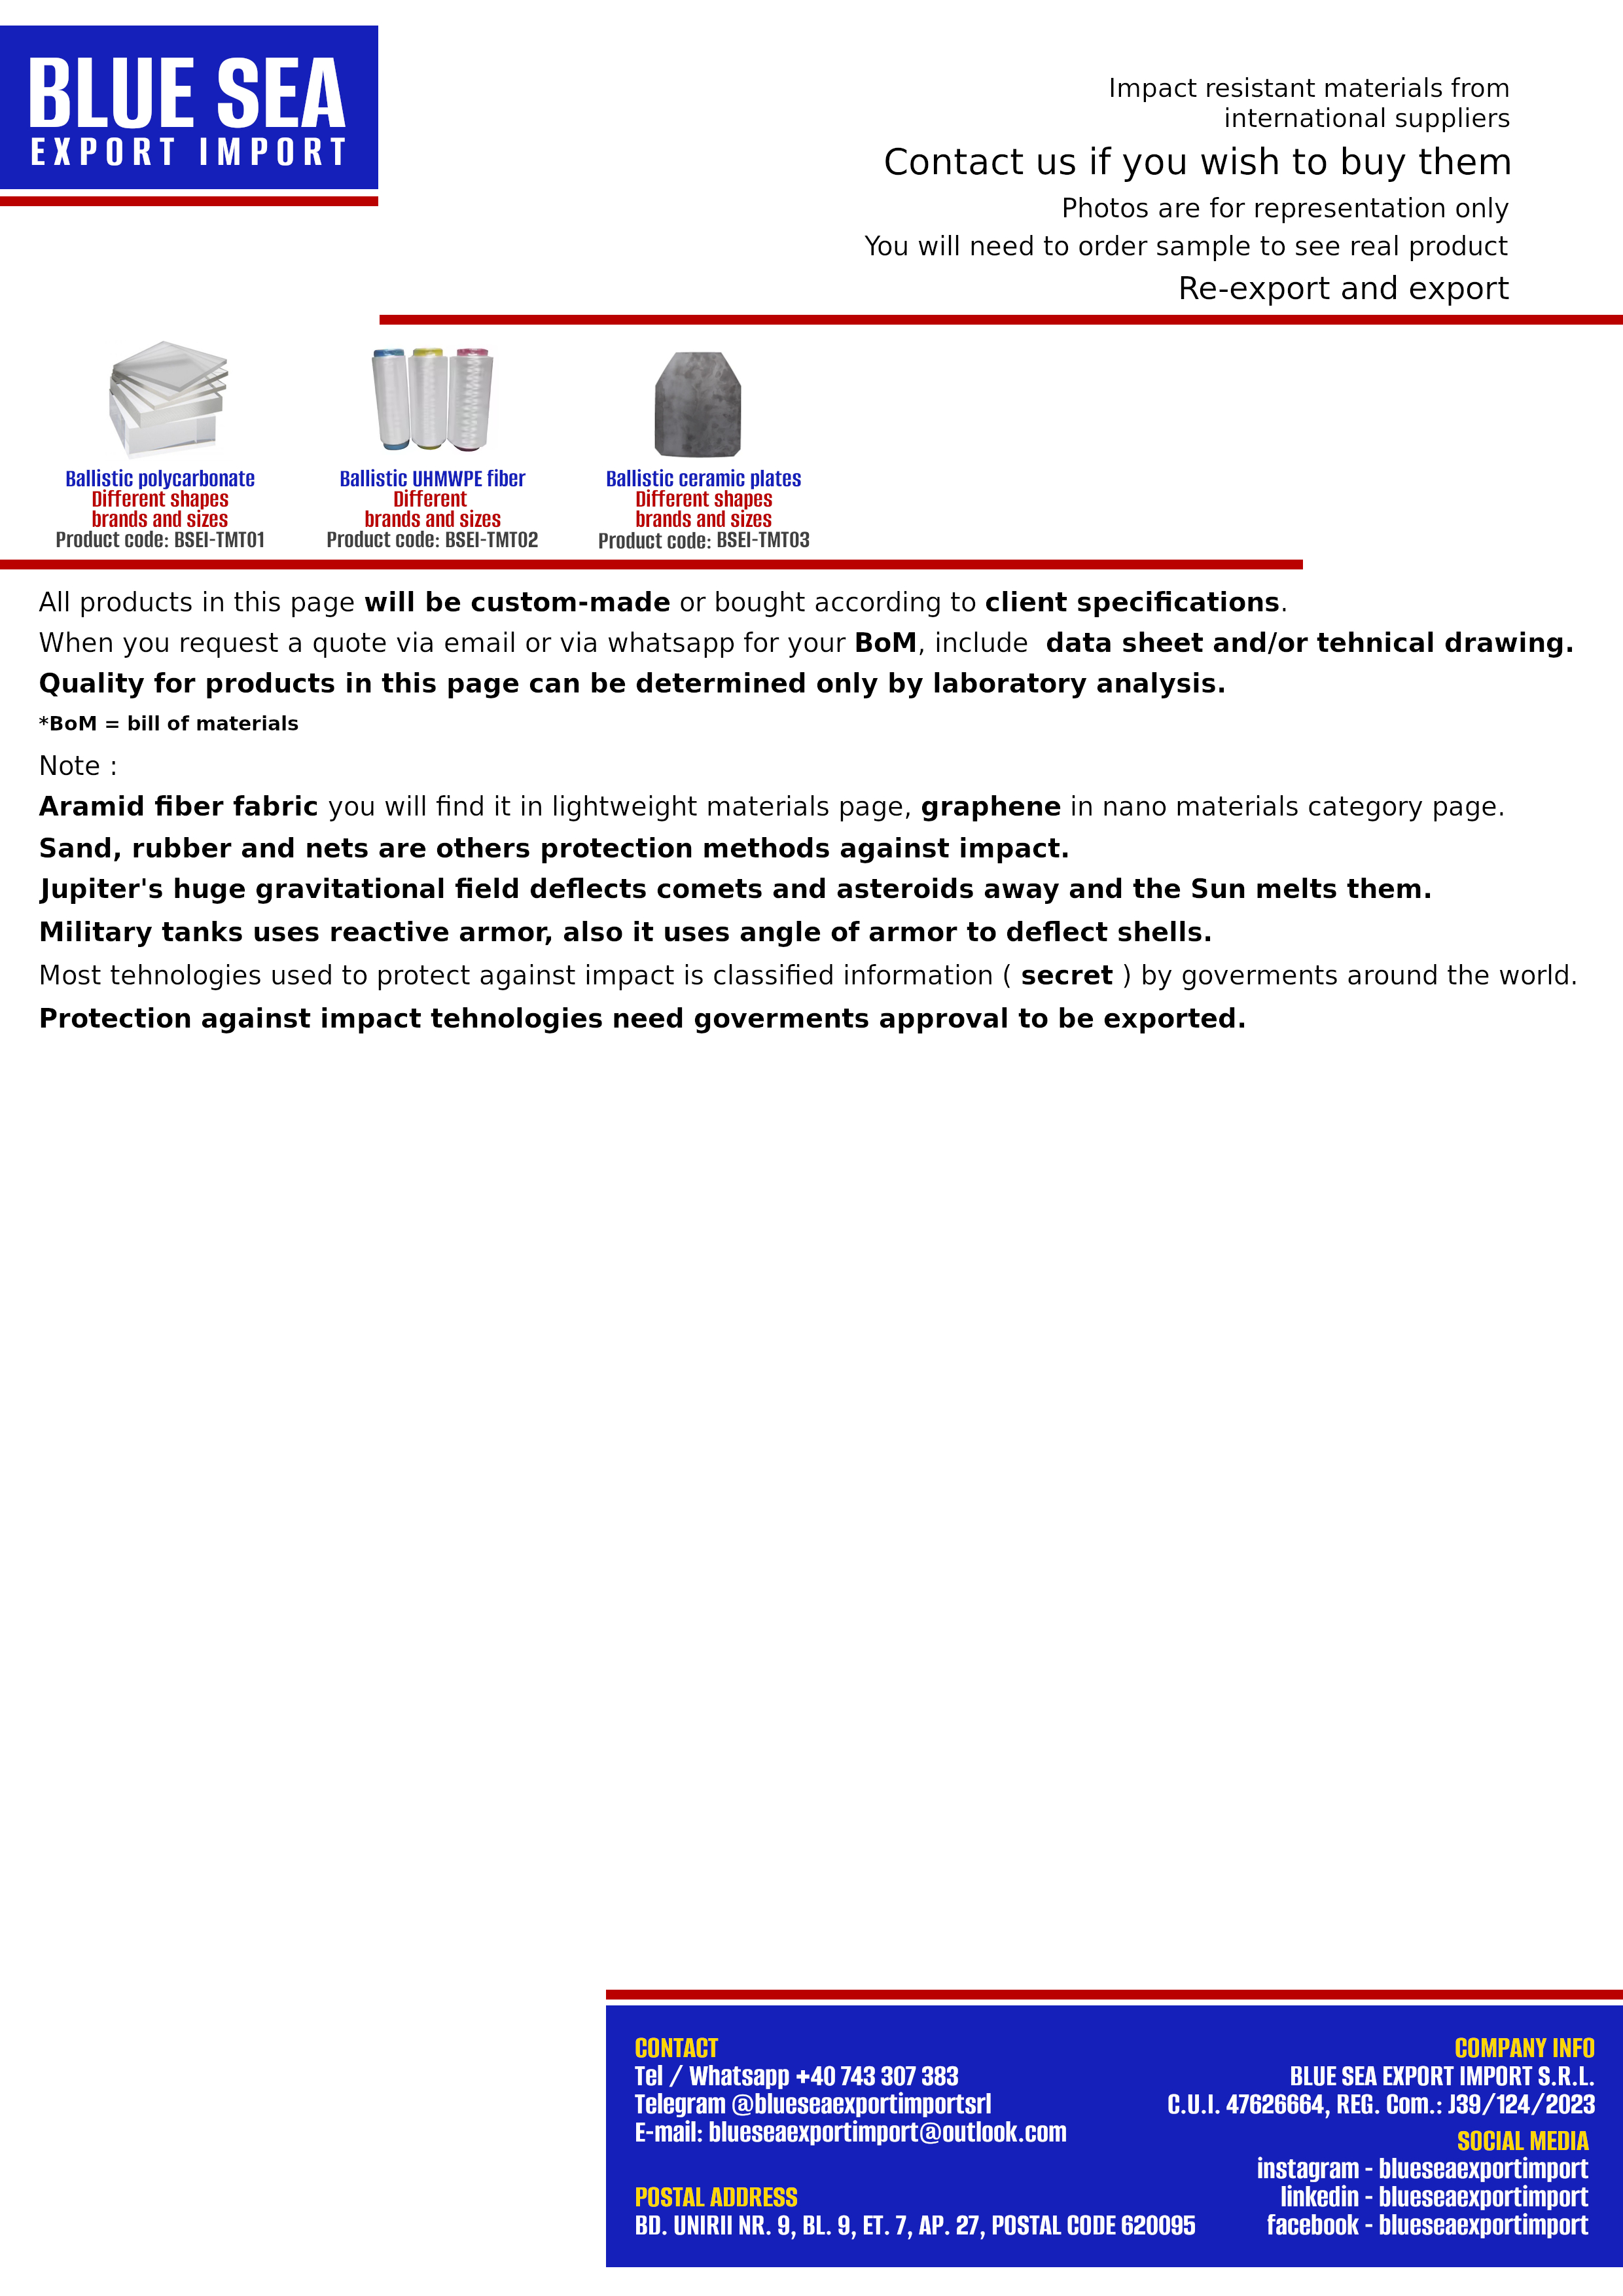 BLUE SEA
EXPORT IMPORT
Impact resistant materials from
international suppliers
Contact us if you wish to buy them
Photos are for representation only
You will need to order sample to see real product
Re-export and export
Ballistic polycarbonate
Different shapes
brands and sizes
Product code: BSEI-TMT01
Ballistic UHMWPE fiber
Different
brands and sizes
Product code: BSEI-TMT02
Ballistic ceramic plates
Different shapes
brands and sizes
Product code: BSEI-TMT03
All products in this page will be custom-made or bought according to client specifications.
When you request a quote via email or via whatsapp for your BoM, include  data sheet and/or tehnical drawing.
Quality for products in this page can be determined only by laboratory analysis.
*BoM = bill of materials
Note :
Aramid fiber fabric you will find it in lightweight materials page, graphene in nano materials category page.
Sand, rubber and nets are others protection methods against impact.
Jupiter's huge gravitational field deflects comets and asteroids away and the Sun melts them.
Military tanks uses reactive armor, also it uses angle of armor to deflect shells.
Most tehnologies used to protect against impact is classified information ( secret ) by goverments around the world.
Protection against impact tehnologies need goverments approval to be exported.
CONTACT
Tel / Whatsapp +40 743 307 383
Telegram @blueseaexportimportsrl
E-mail: blueseaexportimport@outlook.com
POSTAL ADDRESS
BD. UNIRII NR. 9, BL. 9, ET. 7, AP. 27, POSTAL CODE 620095
COMPANY INFO
BLUE SEA EXPORT IMPORT S.R.L.
C.U.I. 47626664, REG. Com.: J39/124/2023
SOCIAL MEDIA
instagram - blueseaexportimport
linkedin - blueseaexportimport
facebook - blueseaexportimport